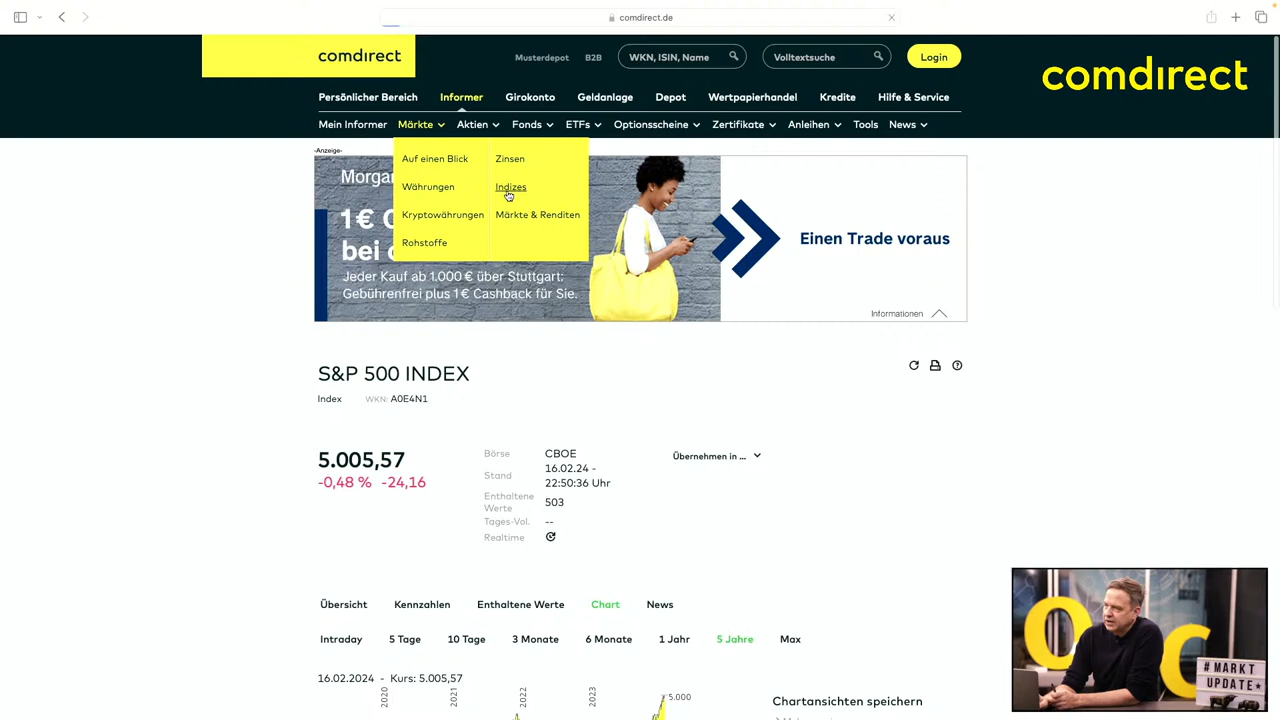 comdirect.de
comdirect
Musterdepot B2B WKN, ISIN, Name Volltextsuche Login
comdirect
Persönlicher Bereich Informer Girokonto Geldanlage Depot Wertpapierhandel Kredite Hilfe & Service
Mein Informer Märkte Aktien Fonds ETFs Optionsscheine Zertifikate Anleihen Tools News
-Anzeige-
Auf einen Blick Zinsen
Währungen Indizes
Kryptowährungen Märkte & Renditen
Rohstoffe
Morga
1 €
bei
Jeder Kauf ab 1.000 € über Stuttgart:
Gebührenfrei plus 1 € Cashback für Sie.
Einen Trade voraus
Informationen
S&P 500 INDEX
Index WKN: A0E4N1
5.005,57
-0,48 % -24,16
Börse CBOE
Stand 16.02.24 -
22:50:36 Uhr
Enthaltene
Werte 503
Tages-Vol. --
Realtime
Übernehmen in ...
Übersicht Kennzahlen Enthaltene Werte Chart News
Intraday 5 Tage 10 Tage 3 Monate 6 Monate 1 Jahr 5 Jahre Max
16.02.2024 - Kurs: 5.005,57
2020 2021 2022 2023 5.000
Chartansichten speichern
#MARKT
UPDATE